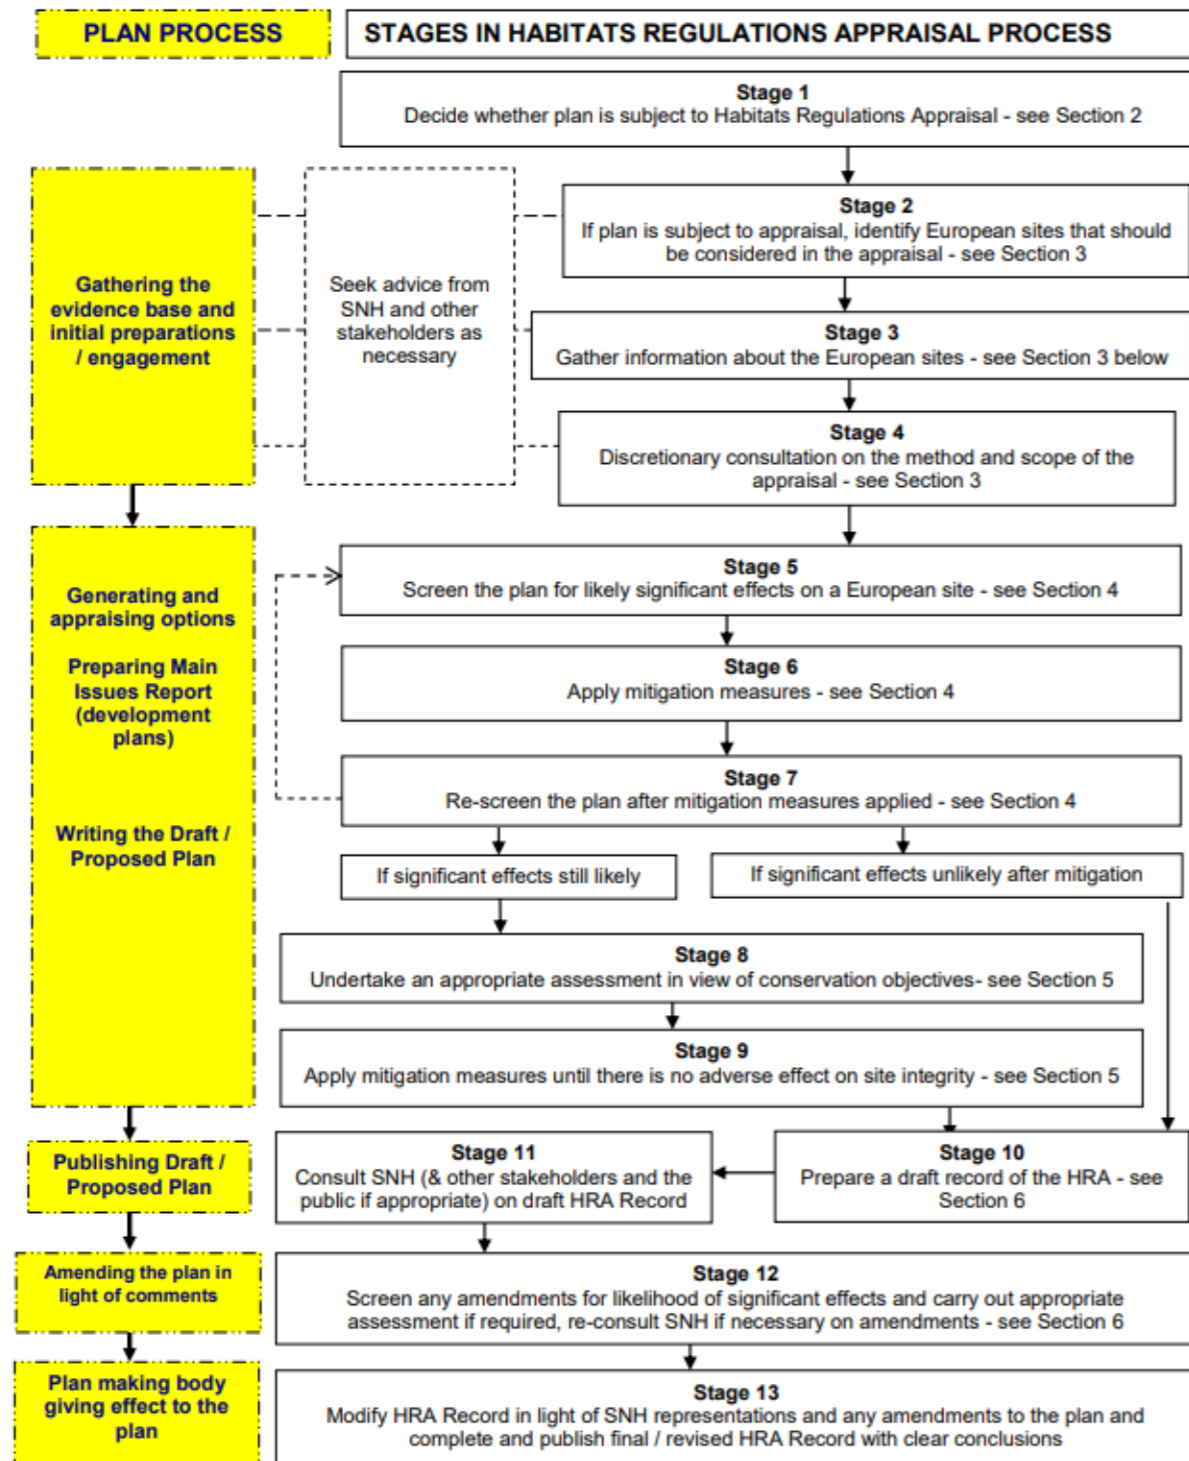 PLAN PROCESS
STAGES IN HABITATS REGULATIONS APPRAISAL PROCESS
Stage 1
Decide whether plan is subject to Habitats Regulations Appraisal - see Section 2
Gathering the
evidence base and
initial preparations
/ engagement
Seek advice from
SNH and other
stakeholders as
necessary
Stage 2
If plan is subject to appraisal, identify European sites that should
be considered in the appraisal - see Section 3
Stage 3
Gather information about the European sites - see Section 3 below
Stage 4
Discretionary consultation on the method and scope of the
appraisal - see Section 3
Generating and
appraising options
Preparing Main
Issues Report
(development
plans)
Writing the Draft /
Proposed Plan
Stage 5
Screen the plan for likely significant effects on a European site - see Section 4
Stage 6
Apply mitigation measures - see Section 4
Stage 7
Re-screen the plan after mitigation measures applied - see Section 4
If significant effects still likely
If significant effects unlikely after mitigation
Stage 8
Undertake an appropriate assessment in view of conservation objectives- see Section 5
Stage 9
Apply mitigation measures until there is no adverse effect on site integrity - see Section 5
Publishing Draft /
Proposed Plan
Stage 11
Consult SNH (& other stakeholders and the
public if appropriate) on draft HRA Record
Stage 10
Prepare a draft record of the HRA - see
Section 6
Amending the plan in
light of comments
Stage 12
Screen any amendments for likelihood of significant effects and carry out appropriate
assessment if required, re-consult SNH if necessary on amendments - see Section 6
Plan making body
giving effect to the
plan
Stage 13
Modify HRA Record in light of SNH representations and any amendments to the plan and
complete and publish final / revised HRA Record with clear conclusions